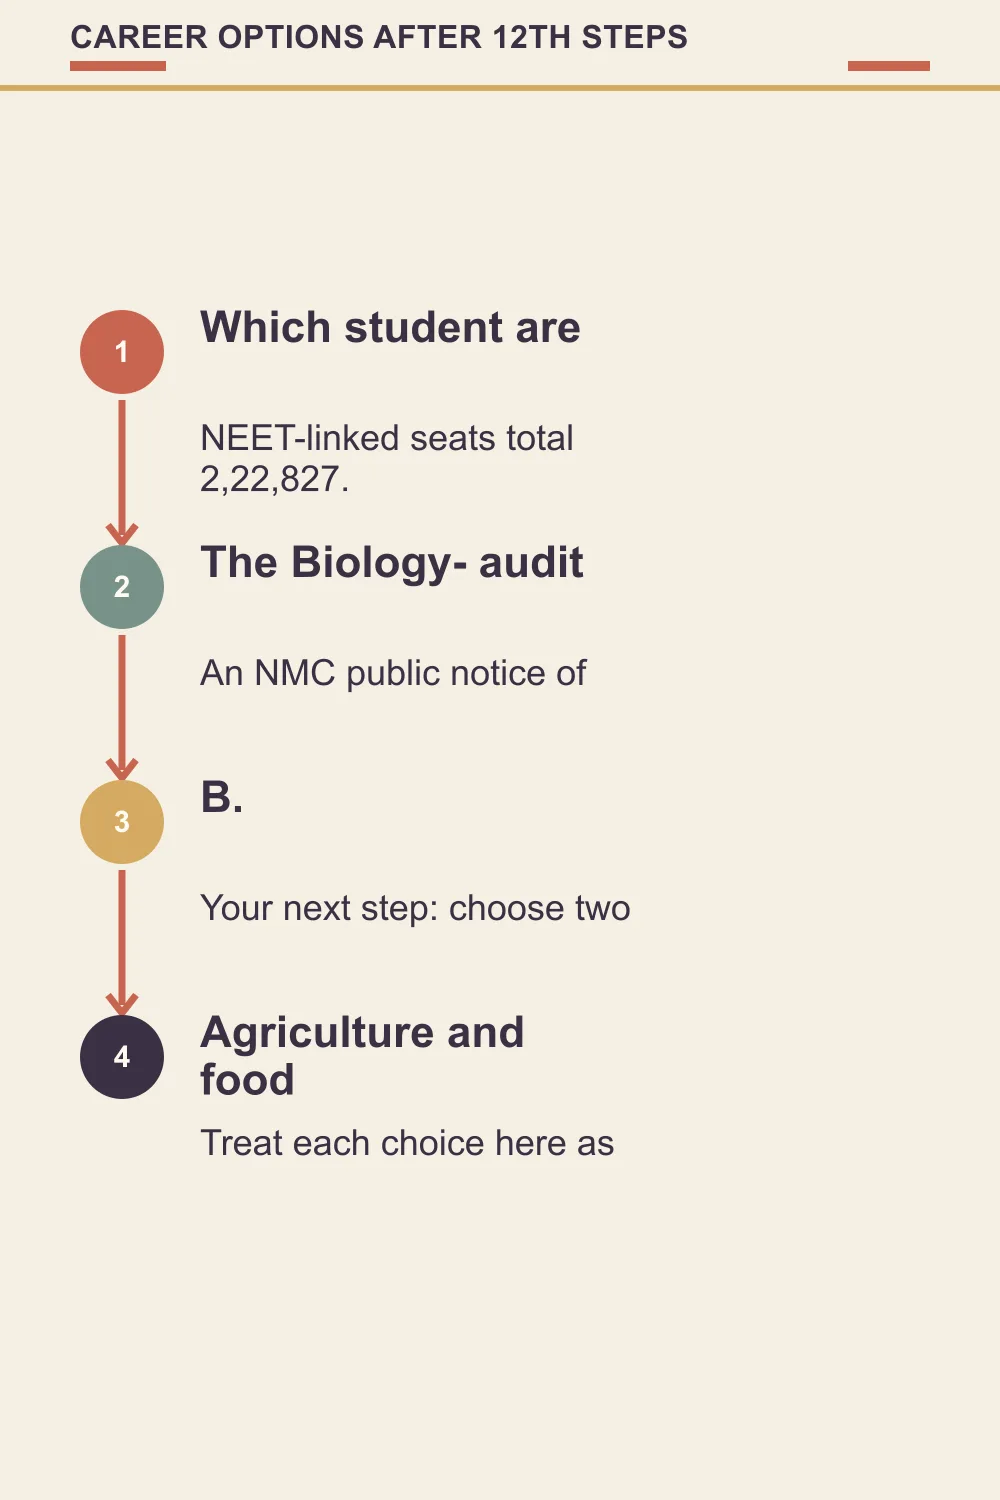 CAREER OPTIONS AFTER 12TH STEPS
1
Which student are
NEET-linked seats total
2,22,827.
2
The Biology- audit
An NMC public notice of
3
B.
Your next step: choose two
4
Agriculture and
food
Treat each choice here as